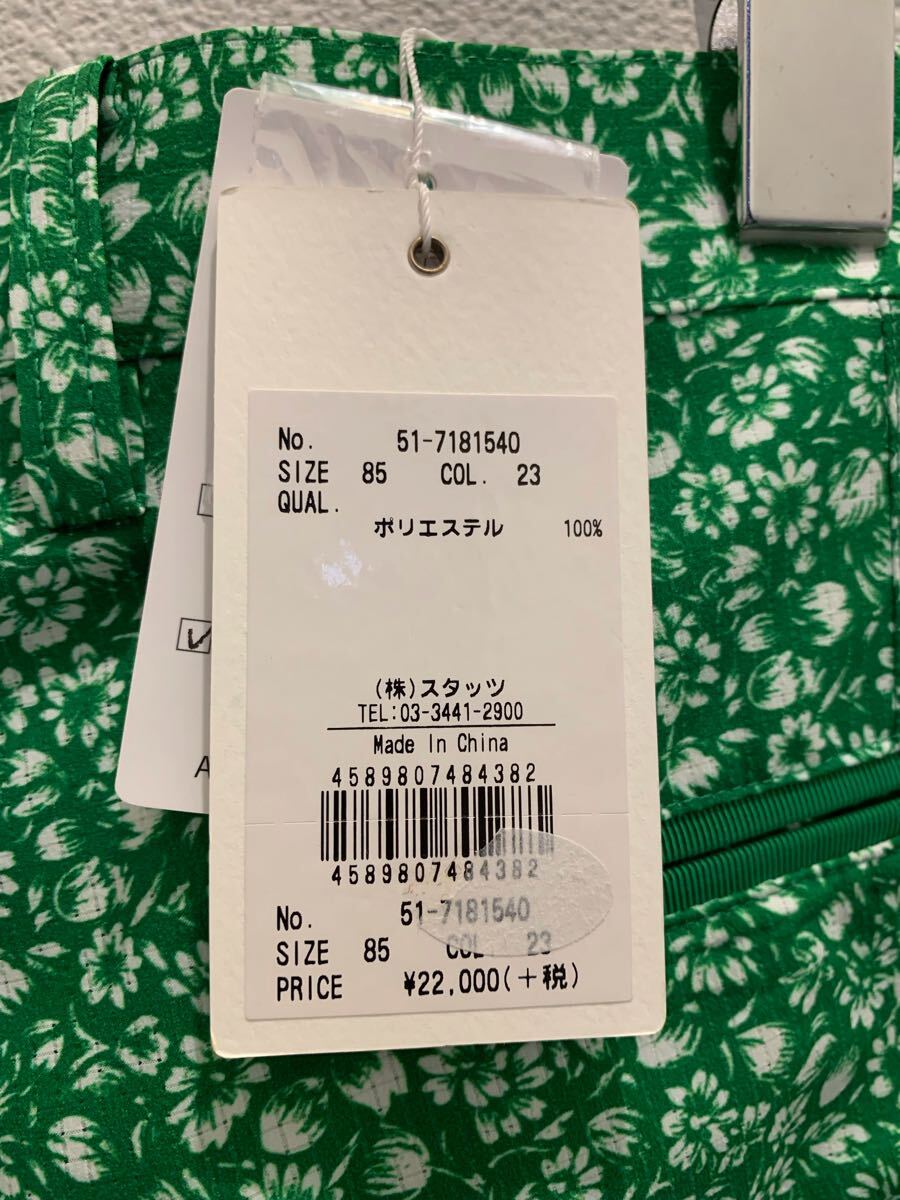 No. 51-7181540
SIZE 85 COL. 23
QUAL.
ポリエステル 100%
(株)スタッツ
TEL:03-3441-2900
Made In China
4589807484382
4589807484382
No. 51-7181540
SIZE 85 COL 23
PRICE ¥22,000(+税)
A